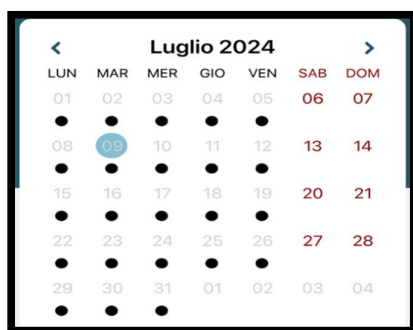 Luglio 2024
LUN MAR MER GIO VEN SAB DOM
01 02 03 04 05 06 07
08 09 10 11 12 13 14
15 16 17 18 19 20 21
22 23 24 25 26 27 28
29 30 31 01 02 03 04